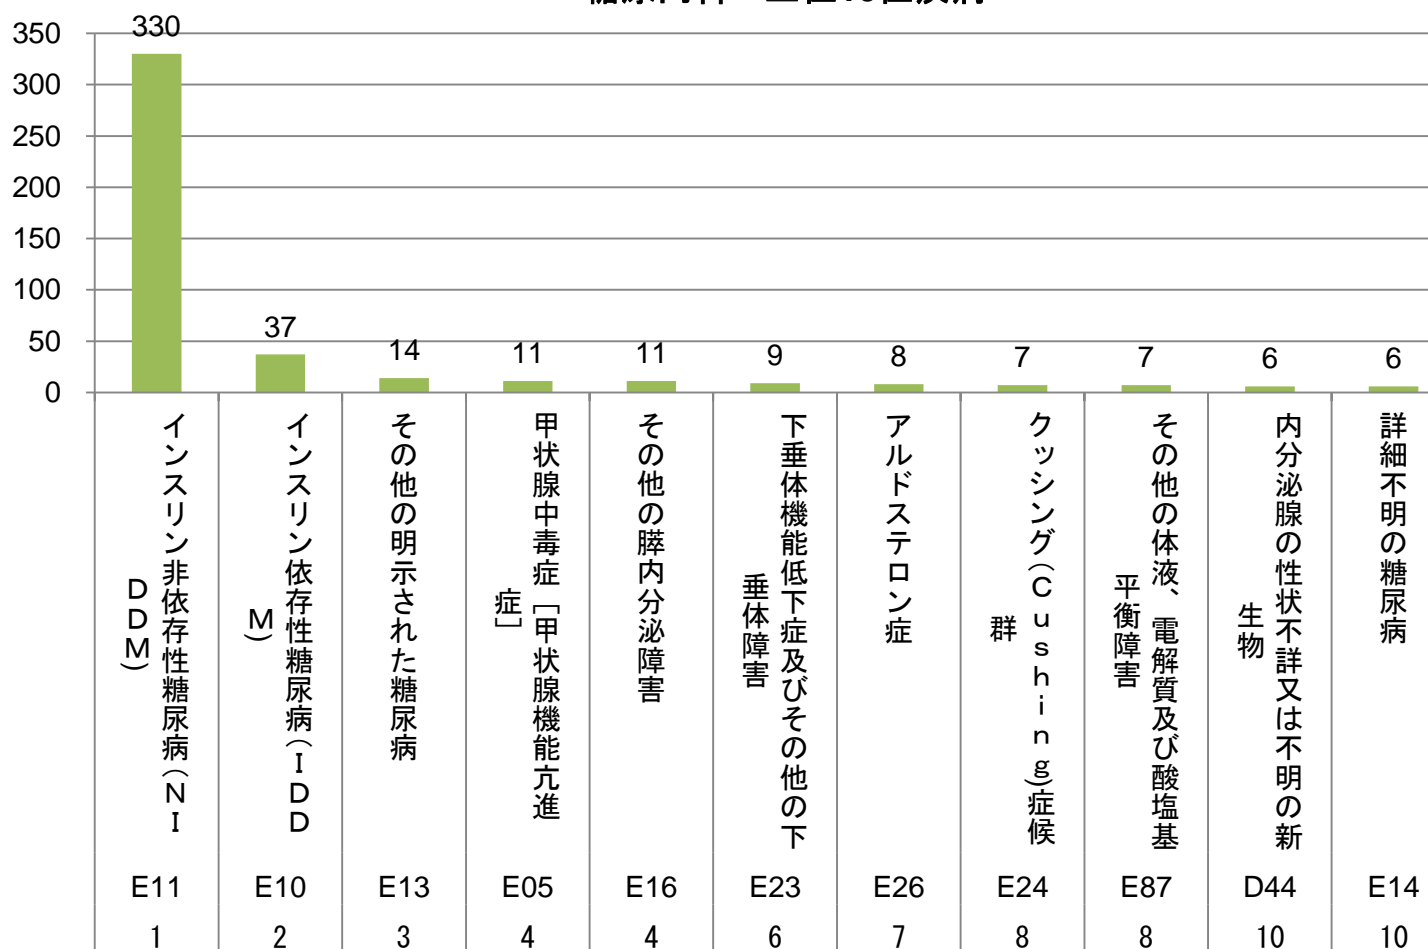 350
300
250
200
150
100
50
0
330
37
14
11
11
9
8
7
7
6
6
インスリン非依存性糖尿病（ＮＩ
ＤＤＭ）
インスリン依存性糖尿病（ＩＤＤ
Ｍ）
その他の明示された糖尿病
甲状腺中毒症［甲状腺機能亢進
症］
その他の膵内分泌障害
下垂体機能低下症及びその他の下
垂体障害
アルドステロン症
クッシング（Ｃｕｓｈｉｎｇ）症候
群
その他の体液、電解質及び酸塩基
平衡障害
内分泌腺の性状不詳又は不明の新
生物
詳細不明の糖尿病
E11 E10 E13 E05 E16 E23 E26 E24 E87 D44 E14
1 2 3 4 4 6 7 8 8 10 10